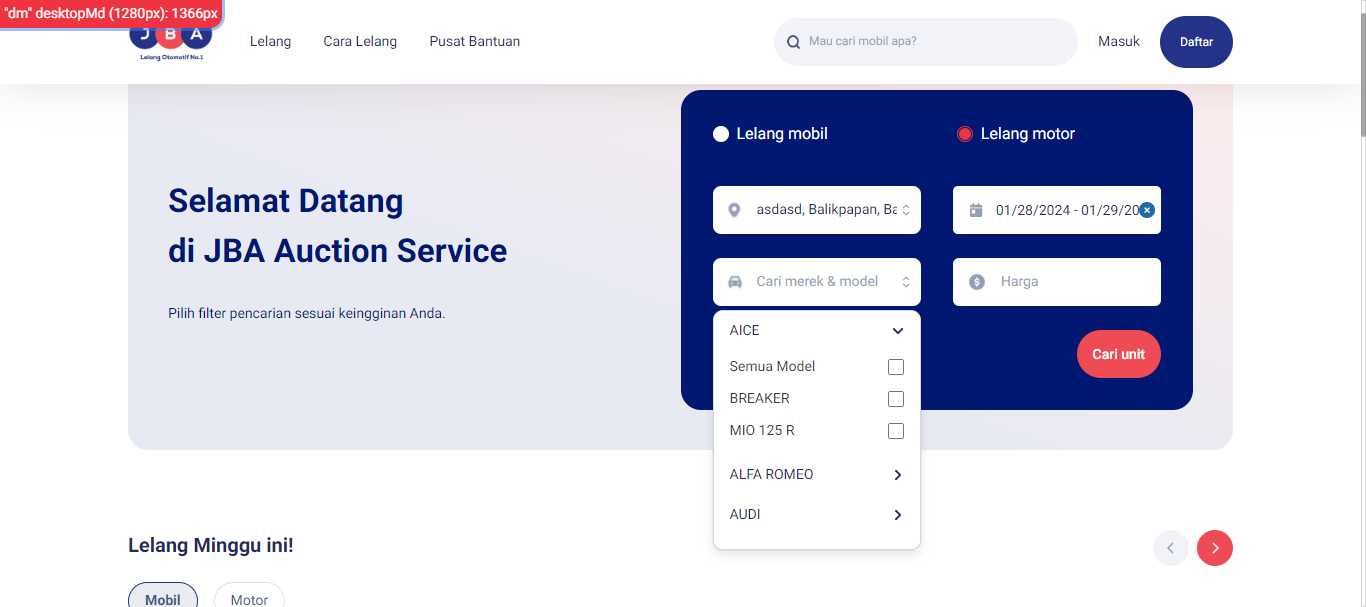 "dm" desktopMd (1280px): 1366px
JBA
Lelang Otomotif No.1
Lelang
Cara Lelang
Pusat Bantuan
Mau cari mobil apa?
Masuk
Daftar
Selamat Datang
di JBA Auction Service
Pilih filter pencarian sesuai keingginan Anda.
Lelang mobil
Lelang motor
asdasd, Balikpapan, Ba
01/28/2024 - 01/29/20
Cari merek & model
Harga
AICE
Semua Model
BREAKER
MIO 125 R
ALFA ROMEO
AUDI
Cari unit
Lelang Minggu ini!
Mobil
Motor